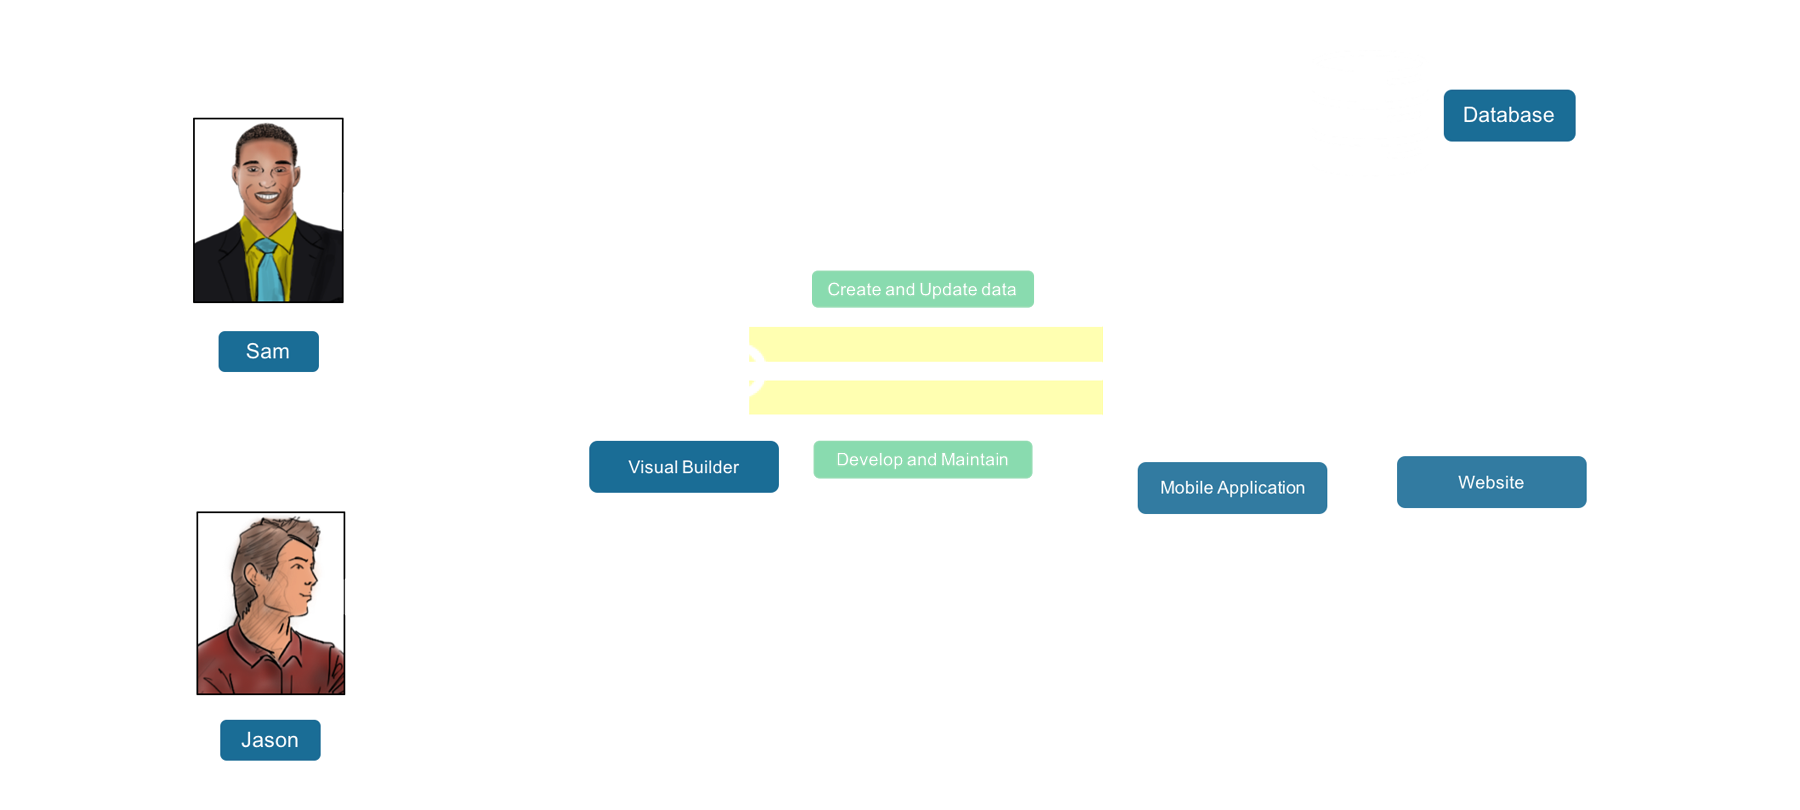 Database
Create and Update data
Sam
Visual Builder
Develop and Maintain
Mobile Application
Website
Jason